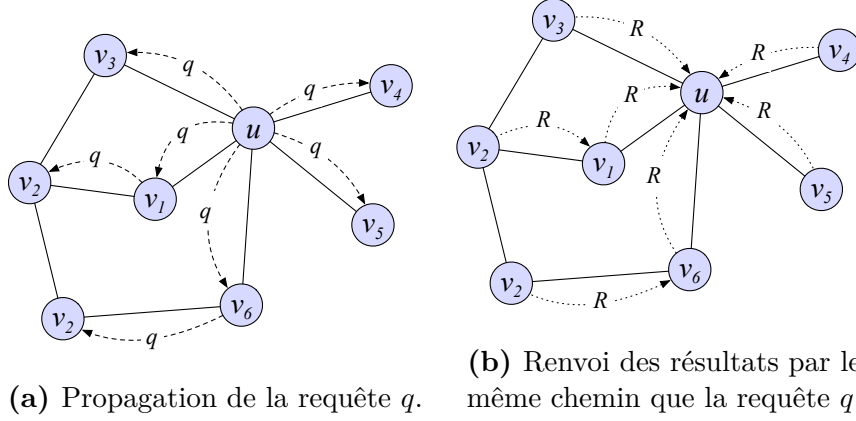 v3
q
q
v4
u
q
q
q
v2
v1
q
v5
v6
v2
q
(a) Propagation de la requête q.
v3
R
R
v4
u
R
R
R
v2
v1
R
v5
v6
v2
R
(b) Renvoi des résultats par le
même chemin que la requête q